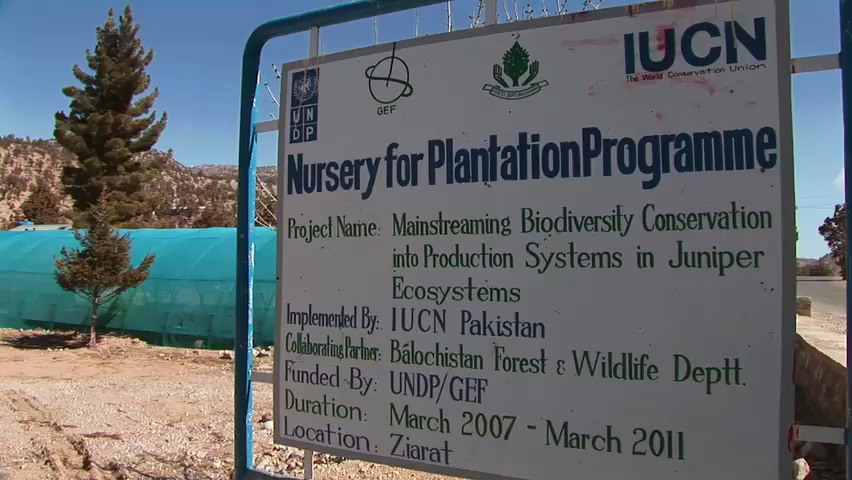 UN
DP
GEF
IUCN
The World Conservation Union
Nursery for Plantation Programme
Project Name: Mainstreaming Biodiversity Conservation
into Production Systems in Juniper
Ecosystems
Implemented By: IUCN Pakistan
Collaborating Partner: Balochistan Forest & Wildlife Deptt.
Funded By: UNDP/GEF
Duration: March 2007 - March 2011
Location: Ziarat